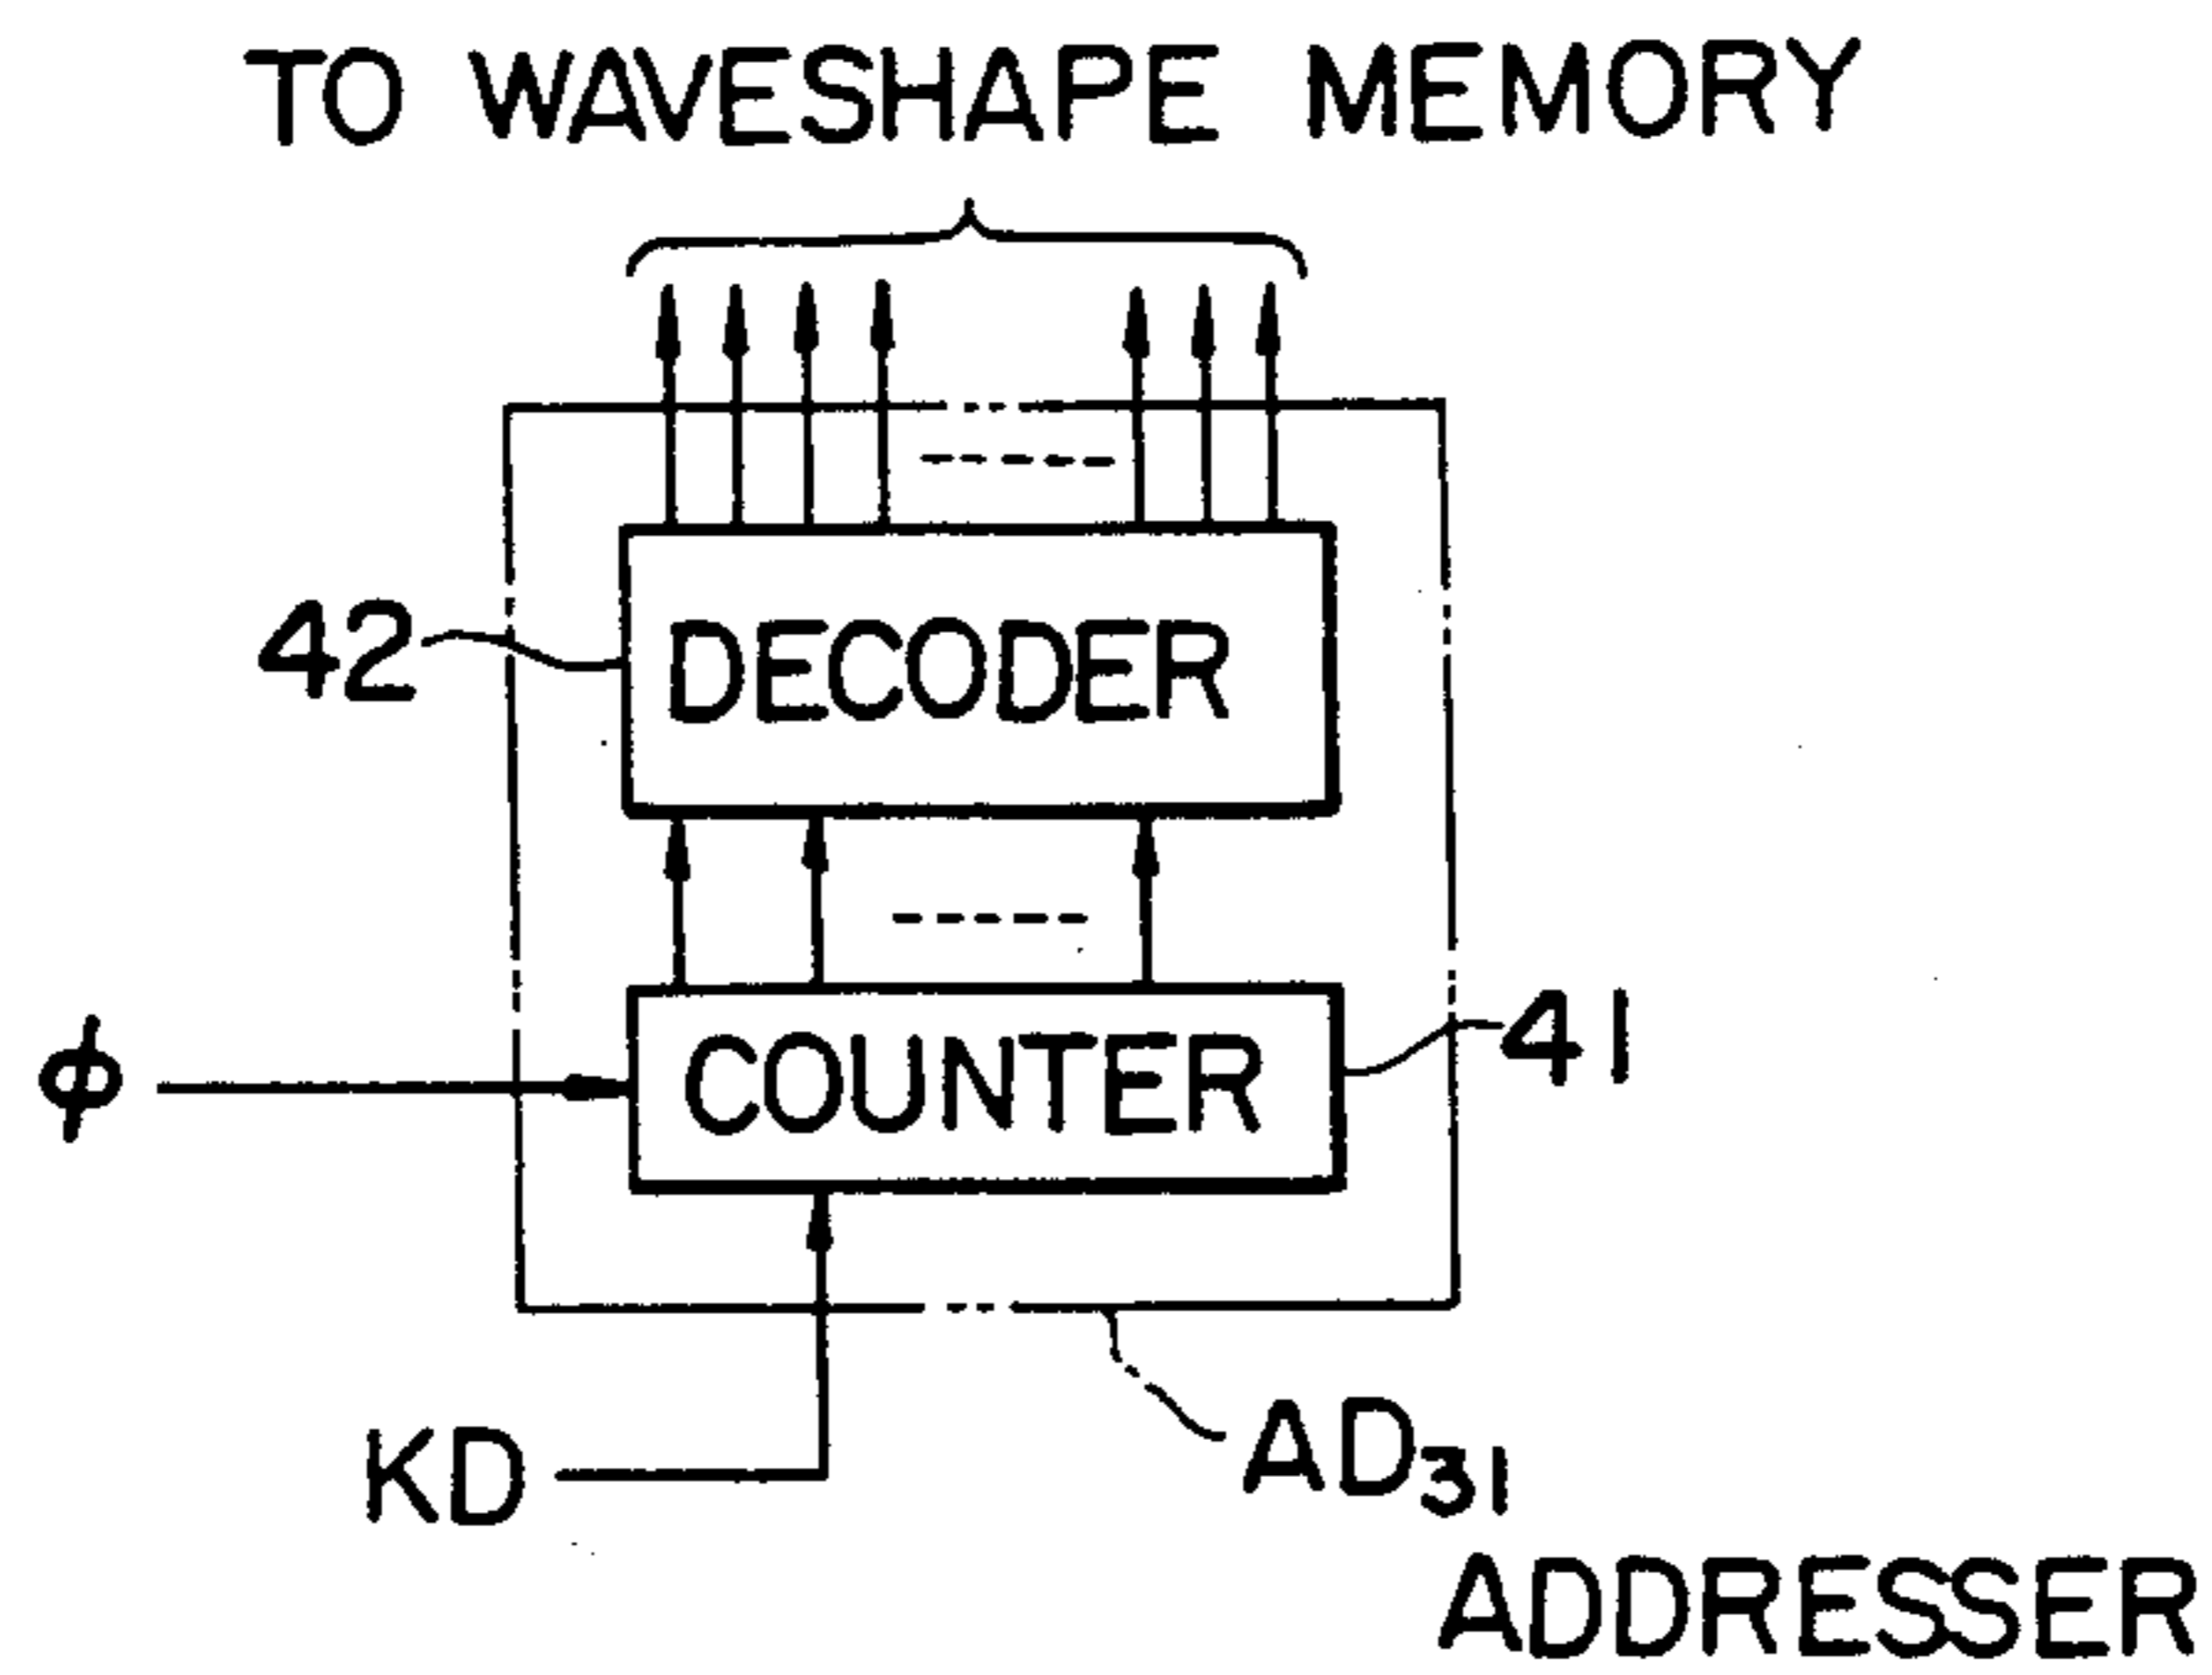 TO WAVESHAPE MEMORY
42
DECODER
ϕ
COUNTER
41
KD
AD31
ADDRESSER